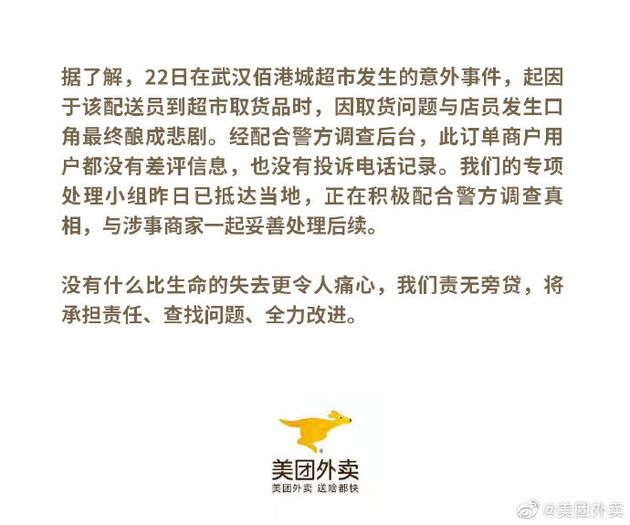 据了解，22日在武汉佰港城超市发生的意外事件，起因
于该配送员到超市取货品时，因取货问题与店员发生口
角最终酿成悲剧。经配合警方调查后台，此订单商户用
户都没有差评信息，也没有投诉电话记录。我们的专项
处理小组昨日已抵达当地，正在积极配合警方调查真
相，与涉事商家一起妥善处理后续。
没有什么比生命的失去更令人痛心，我们责无旁贷，将
承担责任、查找问题、全力改进。
美团外卖
美团外卖 送啥都快
@美团外卖